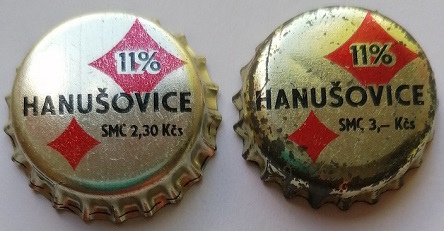 11%
HANUŠOVICE
SMC 2,30 Kčs
11%
HANUŠOVICE
SMC 3,- Kčs